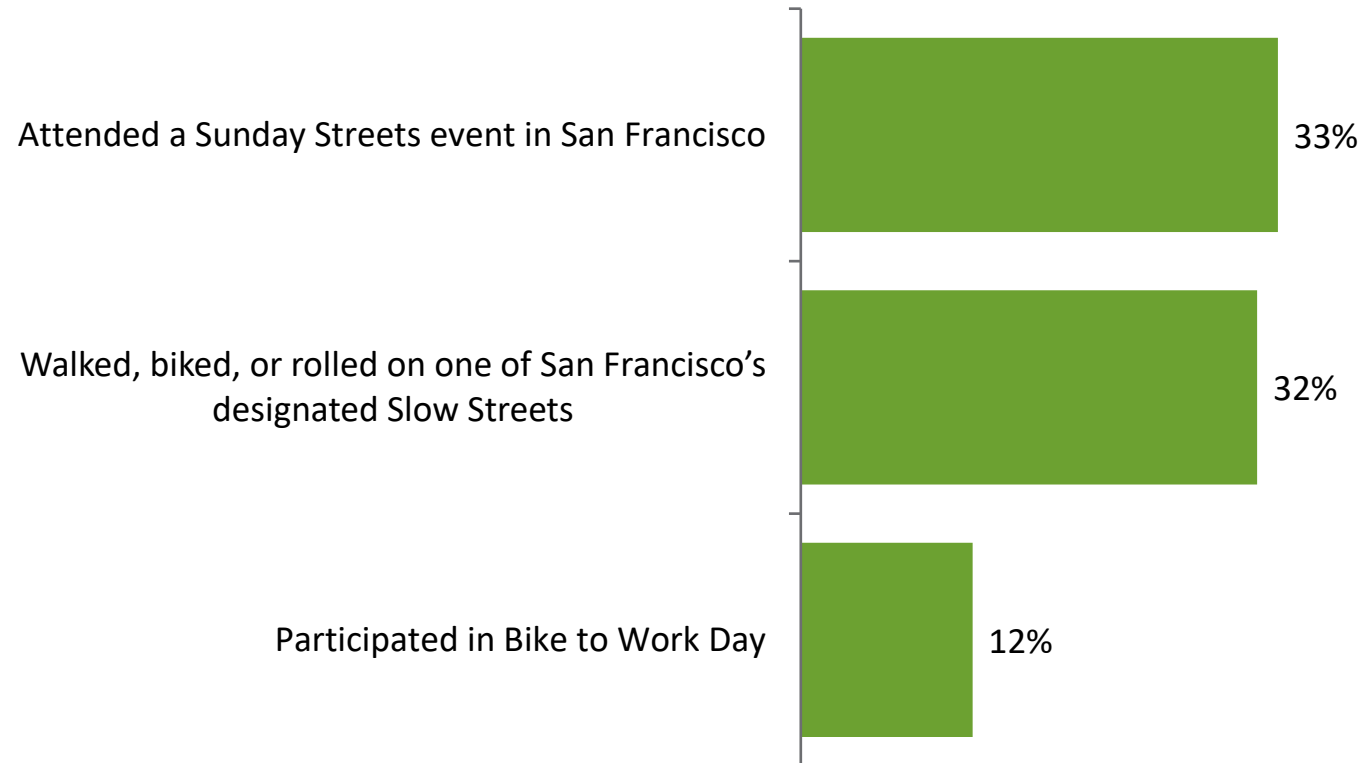 Attended a Sunday Streets event in San Francisco
33%
Walked, biked, or rolled on one of San Francisco’s
designated Slow Streets
32%
Participated in Bike to Work Day
12%